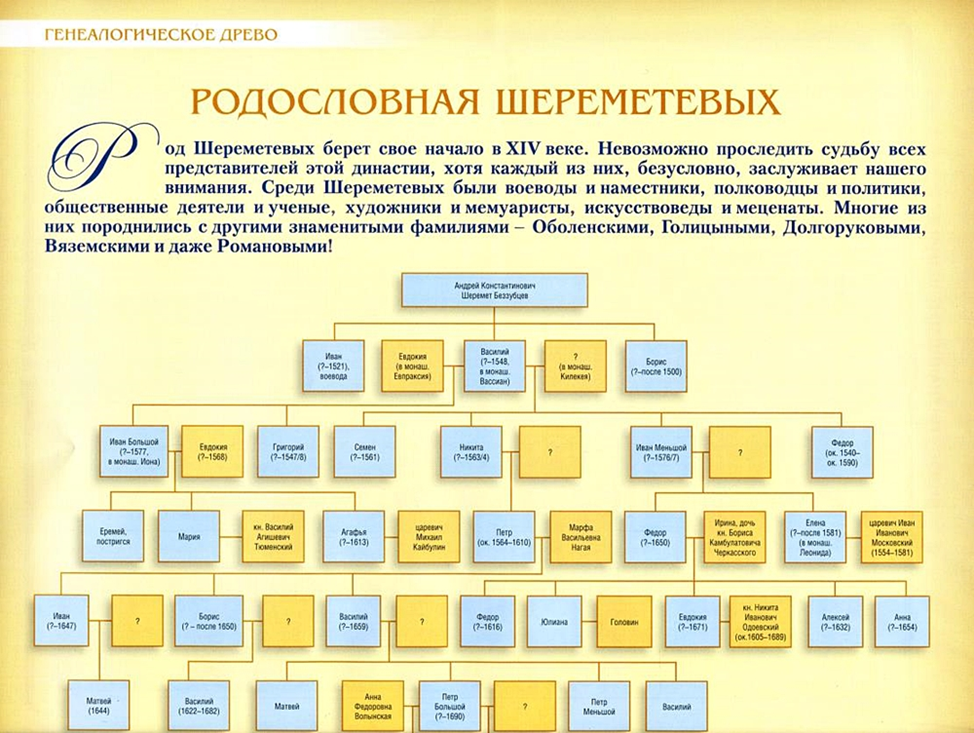 ГЕНЕАЛОГИЧЕСКОЕ ДРЕВО
РОДОСЛОВНАЯ ШЕРЕМЕТЕВЫХ
Род Шереметевых берет свое начало в XIV веке. Невозможно проследить судьбу всех
представителей этой династии, хотя каждый из них, безусловно, заслуживает нашего
внимания. Среди Шереметевых были воеводы и наместники, полководцы и политики,
общественные деятели и ученые, художники и мемуаристы, искусствоведы и меценаты. Многие из
них породнились с другими знаменитыми фамилиями – Оболенскими, Голицыными, Долгоруковыми,
Вяземскими и даже Романовыми!
Андрей Константинович
Шеремет Беззубцев
Иван
(?–1521),
воевода
Евдокия
(в монаш.
Евпраксия)
Василий
(?–1548,
в монаш.
Вассиан)
?
(в монаш.
Килекея)
Борис
(?–после 1500)
Иван Большой
(?–1577,
в монаш. Иона)
Евдокия
(?–1568)
Григорий
(?–1547/8)
Семен
(?–1561)
Никита
(?–1563/4)
?
Иван Меньшой
(?–1576/7)
?
Федор
(ок. 1540–
ок. 1590)
Еремей,
постригся
Мария
кн. Василий
Агишевич
Тюменский
Агафья
(?–1613)
царевич
Михаил
Кайбулин
Петр
(ок. 1564–1610)
Марфа
Васильевна
Нагая
Федор
(?–1650)
Ирина, дочь
кн. Бориса
Камбулатовича
Черкасского
Елена
(?–после 1581)
(в монаш.
Леонида)
царевич Иван
Иванович
Московский
(1554–1581)
Иван
(?–1647)
?
Борис
(? – после 1650)
?
Василий
(?–1659)
?
Федор
(?–1616)
Юлиана
Головин
Евдокия
(?–1671)
кн. Никита
Иванович
Одоевский
(ок.1605–1689)
Алексей
(?–1632)
Анна
(?–1654)
Матвей
(1644)
Василий
(1622–1682)
Матвей
Анна
Федоровна
Волынская
Петр
Большой
(?–1690)
?
Петр
Меньшой
Василий